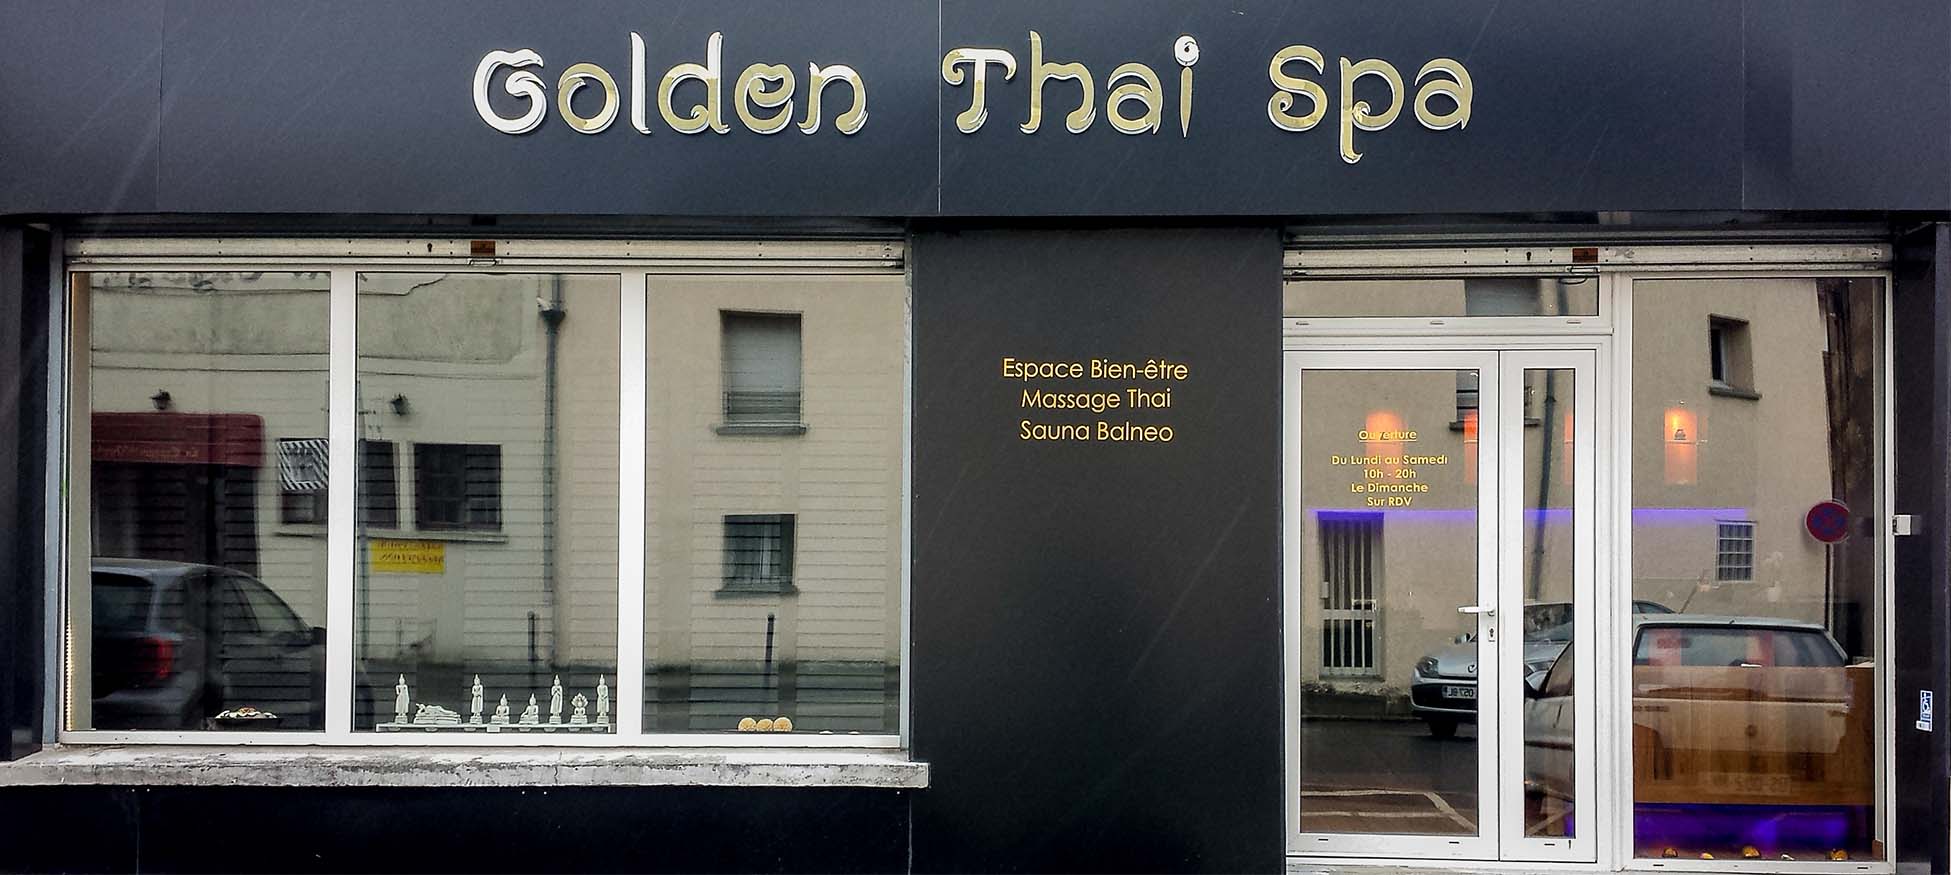 Golden Thai Spa
Espace Bien-être
Massage Thai
Sauna Balneo
Ouverture
Du Lundi au Samedi
10h - 20h
Le Dimanche
Sur RDV